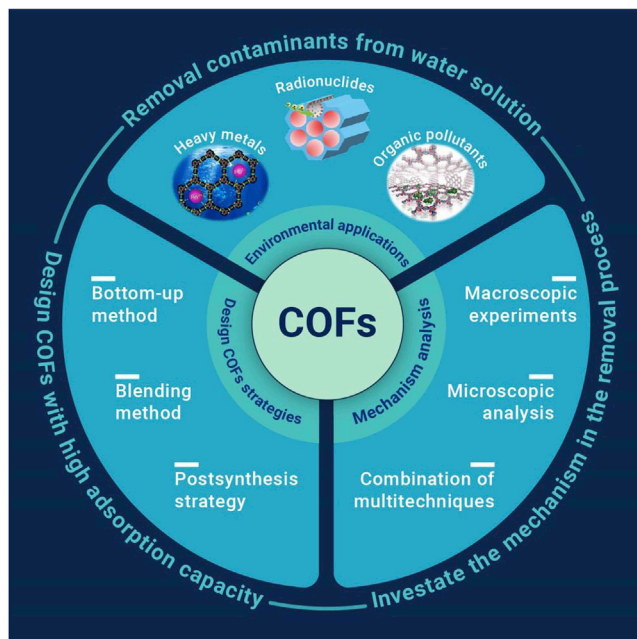 Removal contaminants from water solution
Radionuclides
Heavy metals
Organic pollutants
Environmental applications
COFs
Design COFs strategies
Mechanism analysis
Bottom-up
method
Blending
method
Postsynthesis
strategy
Macroscopic
experiments
Microscopic
analysis
Combination of
multitechniques
Design COFs with high adsorption capacity
Investate the mechanism in the removal process